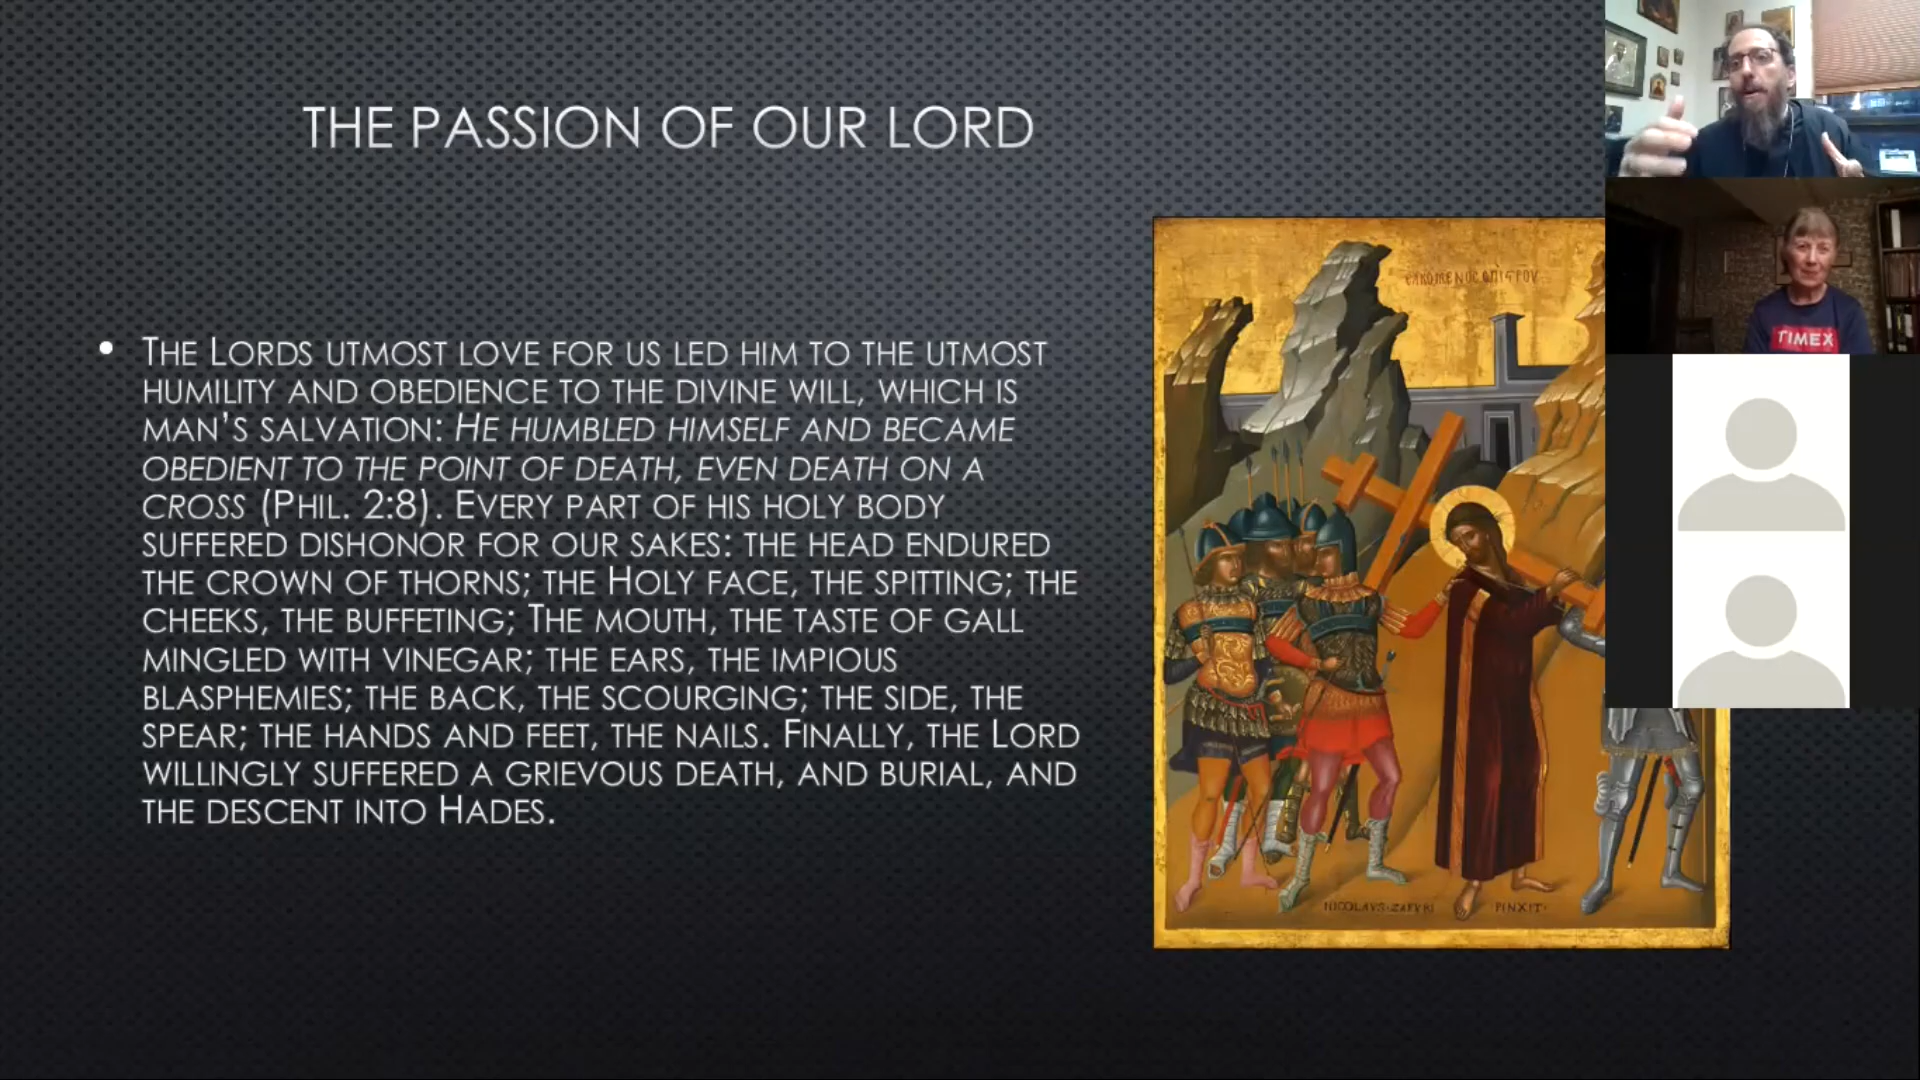 THE PASSION OF OUR LORD
• THE LORDS UTMOST LOVE FOR US LED HIM TO THE UTMOST
HUMILITY AND OBEDIENCE TO THE DIVINE WILL, WHICH IS
MAN'S SALVATION: HE HUMBLED HIMSELF AND BECAME
OBEDIENT TO THE POINT OF DEATH, EVEN DEATH ON A
CROSS (PHIL. 2:8). EVERY PART OF HIS HOLY BODY
SUFFERED DISHONOR FOR OUR SAKES: THE HEAD ENDURED
THE CROWN OF THORNS; THE HOLY FACE, THE SPITTING; THE
CHEEKS, THE BUFFETING; THE MOUTH, THE TASTE OF GALL
MINGLED WITH VINEGAR; THE EARS, THE IMPIOUS
BLASPHEMIES; THE BACK, THE SCOURGING; THE SIDE, THE
SPEAR; THE HANDS AND FEET, THE NAILS. FINALLY, THE LORD
WILLINGLY SUFFERED A GRIEVOUS DEATH, AND BURIAL, AND
THE DESCENT INTO HADES.
TIMEX
PINXIT